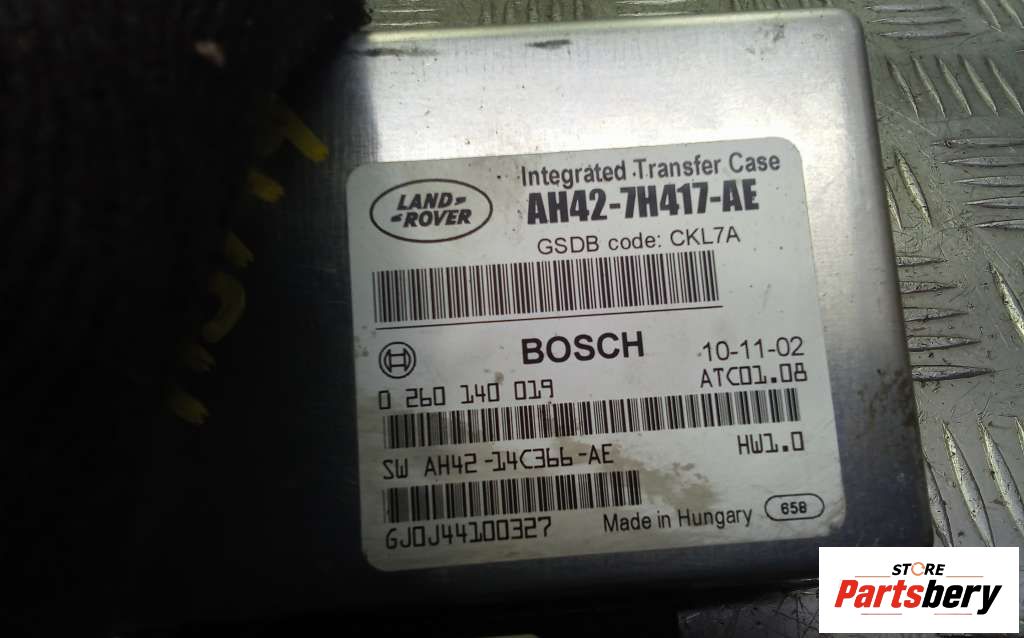 LAND
ROVER
Integrated Transfer Case
AH42-7H417-AE
GSDB code: CKL7A
BOSCH
10-11-02
0 260 140 019
ATC01.08
SW AH42-14C366-AE
HW1.0
GJ0J44100327
Made in Hungary
658
STORE
Partsbery